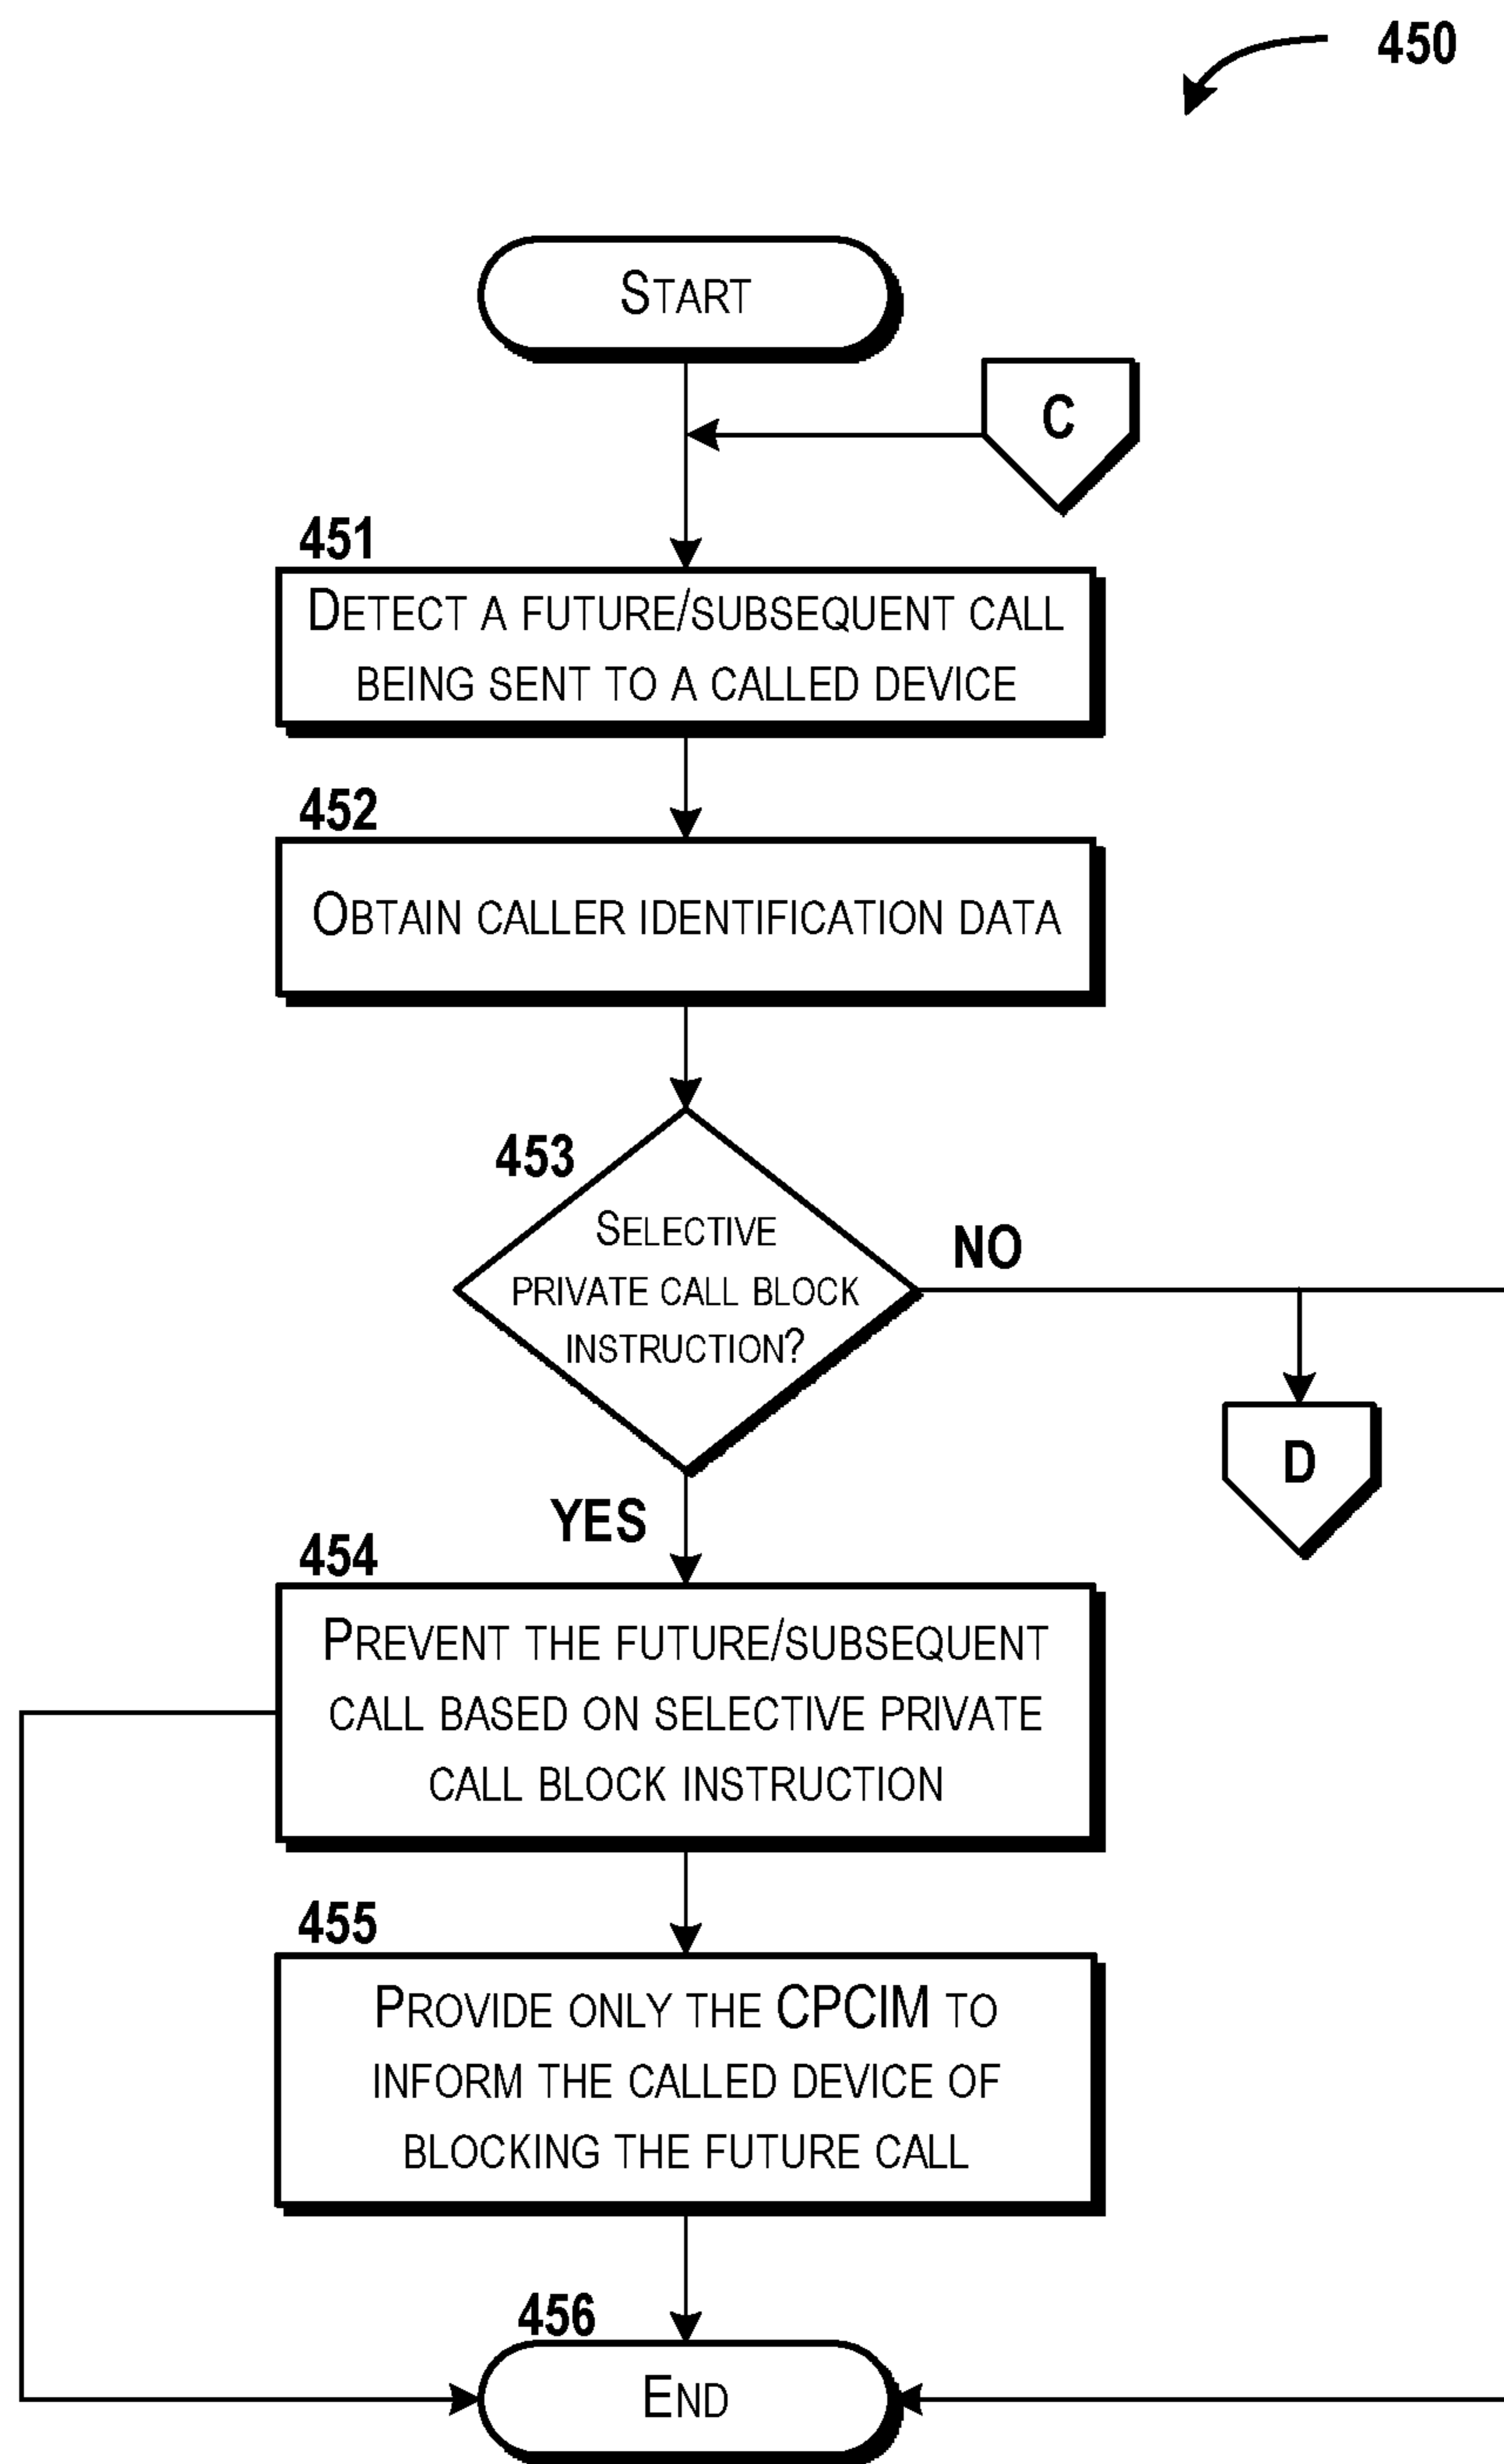 450
START
C
451
DETECT A FUTURE/SUBSEQUENT CALL
BEING SENT TO A CALLED DEVICE
452
OBTAIN CALLER IDENTIFICATION DATA
453
SELECTIVE
PRIVATE CALL BLOCK
INSTRUCTION?
NO
D
YES
454
PREVENT THE FUTURE/SUBSEQUENT
CALL BASED ON SELECTIVE PRIVATE
CALL BLOCK INSTRUCTION
455
PROVIDE ONLY THE CPCIM TO
INFORM THE CALLED DEVICE OF
BLOCKING THE FUTURE CALL
456
END